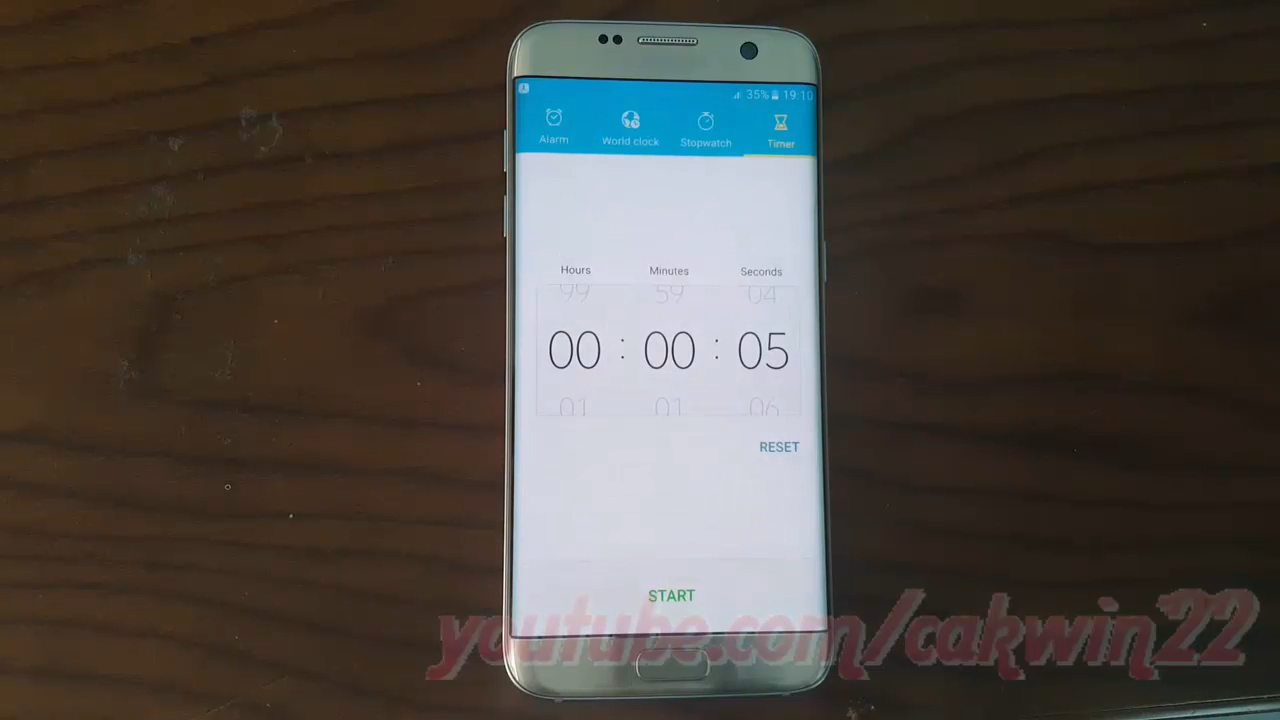 35% 19:10
Alarm World clock Stopwatch Timer
Hours Minutes Seconds
99 59 04
00 : 00 : 05
01 01 06
RESET
START
youtube.com/cakwin22